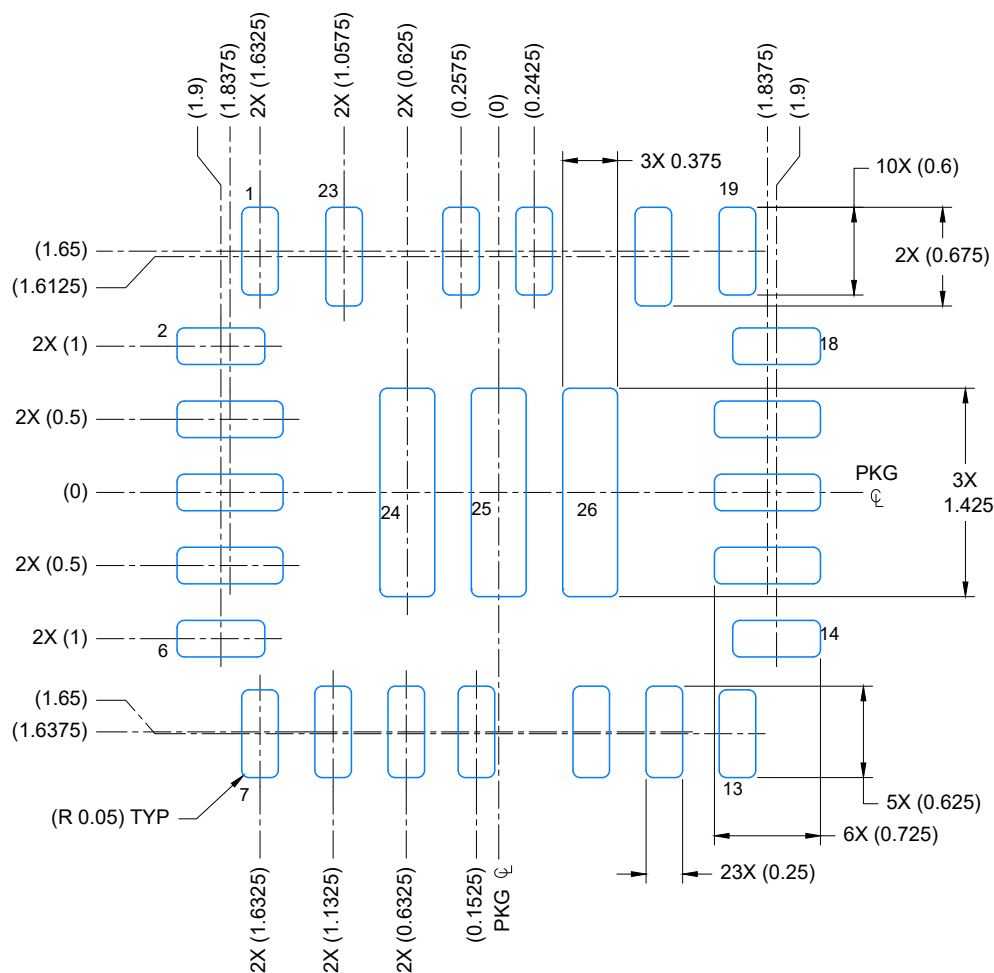 (1.9)
(1.8375)
2X (1.6325)
2X (1.0575)
2X (0.625)
(0.2575)
(0)
(0.2425)
(1.8375)
(1.9)
3X 0.375
10X (0.6)
1
23
19
(1.65)
2X (0.675)
(1.6125)
2
2X (1)
18
2X (0.5)
(0)
PKG
℄
3X
1.425
24
25
26
2X (0.5)
2X (1)
6
14
(1.65)
(1.6375)
7
13
(R 0.05) TYP
5X (0.625)
6X (0.725)
23X (0.25)
2X (1.6325)
2X (1.1325)
2X (0.6325)
(0.1525)
PKG ℄